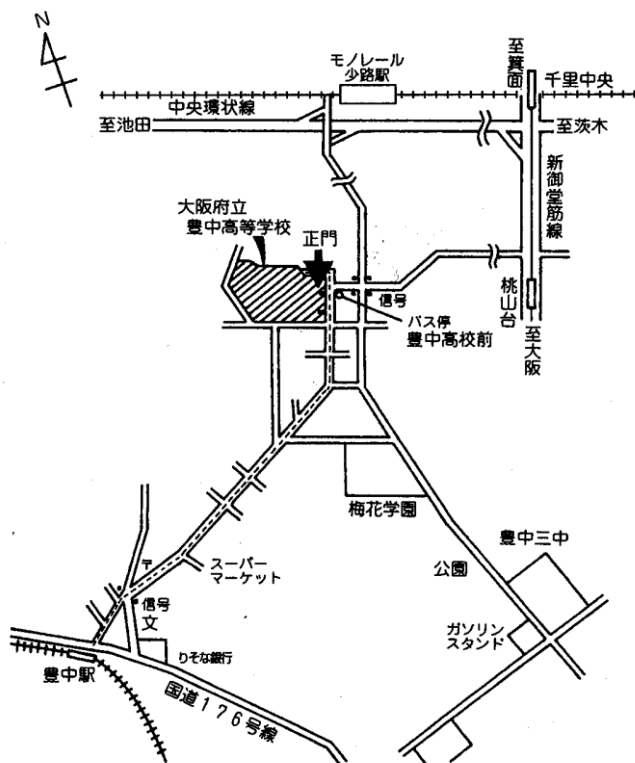 N
モノレール
少路駅
至箕面
千里中央
中央環状線
至池田
至茨木
新御堂筋線
大阪府立
豊中高等学校
正門
信号
桃山台
バス停
豊中高校前
至大阪
梅花学園
豊中三中
公園
〒
スーパー
マーケット
信号
文
ガソリン
スタンド
りそな銀行
豊中駅
国道176号線